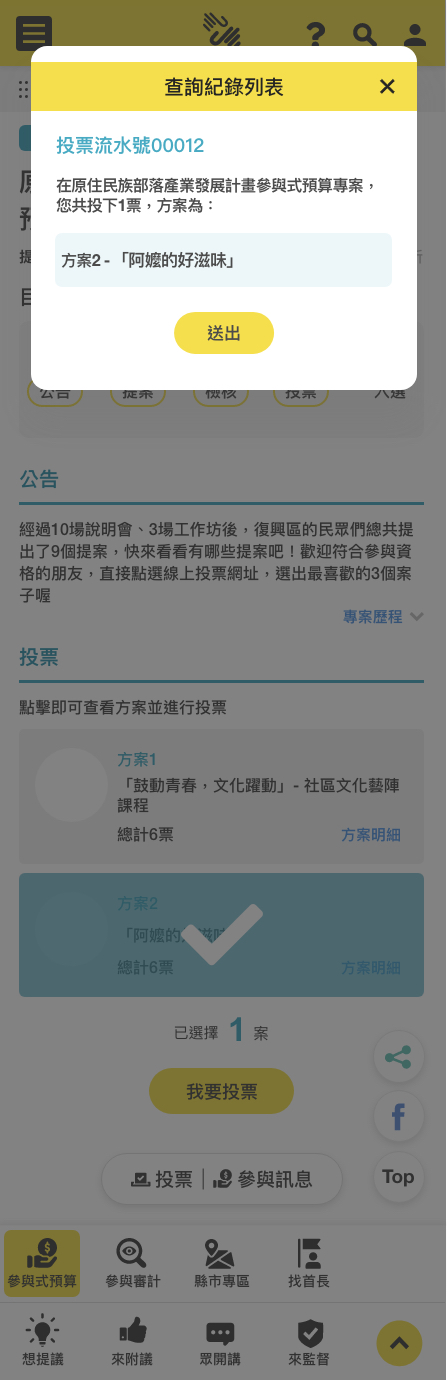 查詢紀錄列表
投票流水號00012
在原住民族部落產業發展計畫參與式預算專案，
您共投下1票，方案為：
方案2 - 「阿嬤的好滋味」
送出
公告 提案 檢核 投票 入選
公告
經過10場說明會、3場工作坊後，復興區的民眾們總共提
出了9個提案，快來看看有哪些提案吧！歡迎符合參與資
格的朋友，直接點選線上投票網址，選出最喜歡的3個案
子喔
專案歷程
投票
點擊即可查看方案並進行投票
方案1
「鼓動青春，文化躍動」- 社區文化藝陣
課程
總計6票 方案明細
方案2
「阿嬤的好滋味」
總計6票 方案明細
已選擇 1 案
我要投票
f
投票 | 參與訊息
Top
參與式預算 參與審計 縣市專區 找首長
想提議 來附議 眾開講 來監督